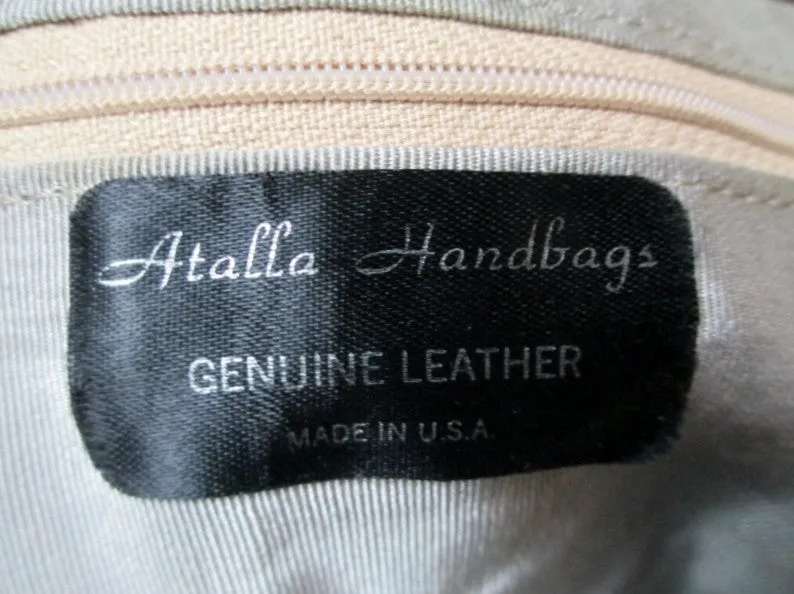 Atalla Handbags
GENUINE LEATHER
MADE IN U.S.A.